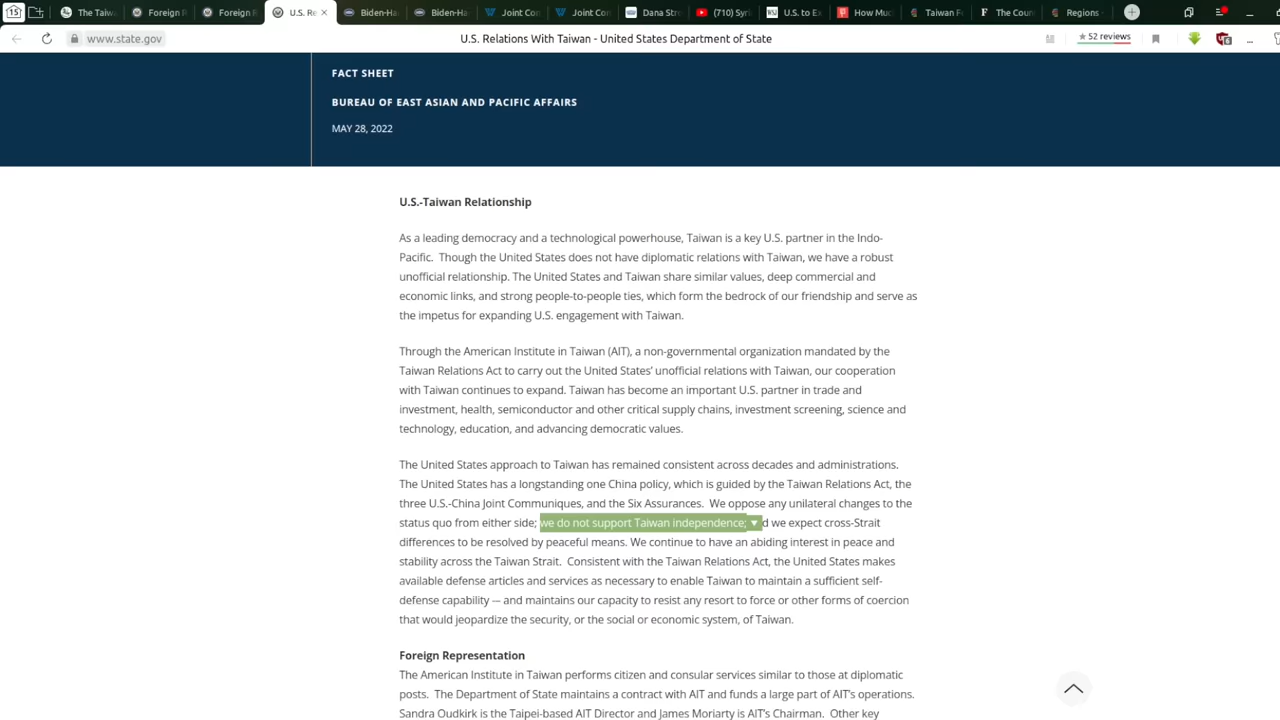 15 The Taiw Foreign R Foreign R U.S. Re Biden-Ha Biden-Ha Joint Con Joint Con Dana Str (710) Syri U.S. to Ex How Muc Taiwan F The Coun Regions
www.state.gov U.S. Relations With Taiwan - United States Department of State ★ 52 reviews
FACT SHEET
BUREAU OF EAST ASIAN AND PACIFIC AFFAIRS
MAY 28, 2022
U.S.-Taiwan Relationship
As a leading democracy and a technological powerhouse, Taiwan is a key U.S. partner in the Indo-
Pacific.  Though the United States does not have diplomatic relations with Taiwan, we have a robust
unofficial relationship. The United States and Taiwan share similar values, deep commercial and
economic links, and strong people-to-people ties, which form the bedrock of our friendship and serve as
the impetus for expanding U.S. engagement with Taiwan.
Through the American Institute in Taiwan (AIT), a non-governmental organization mandated by the
Taiwan Relations Act to carry out the United States’ unofficial relations with Taiwan, our cooperation
with Taiwan continues to expand. Taiwan has become an important U.S. partner in trade and
investment, health, semiconductor and other critical supply chains, investment screening, science and
technology, education, and advancing democratic values.
The United States approach to Taiwan has remained consistent across decades and administrations.
The United States has a longstanding one China policy, which is guided by the Taiwan Relations Act, the
three U.S.-China Joint Communiques, and the Six Assurances.  We oppose any unilateral changes to the
status quo from either side; we do not support Taiwan independence; d we expect cross-Strait
differences to be resolved by peaceful means. We continue to have an abiding interest in peace and
stability across the Taiwan Strait.  Consistent with the Taiwan Relations Act, the United States makes
available defense articles and services as necessary to enable Taiwan to maintain a sufficient self-
defense capability -– and maintains our capacity to resist any resort to force or other forms of coercion
that would jeopardize the security, or the social or economic system, of Taiwan.
Foreign Representation
The American Institute in Taiwan performs citizen and consular services similar to those at diplomatic
posts.  The Department of State maintains a contract with AIT and funds a large part of AIT’s operations.
Sandra Oudkirk is the Taipei-based AIT Director and James Moriarty is AIT’s Chairman.  Other key